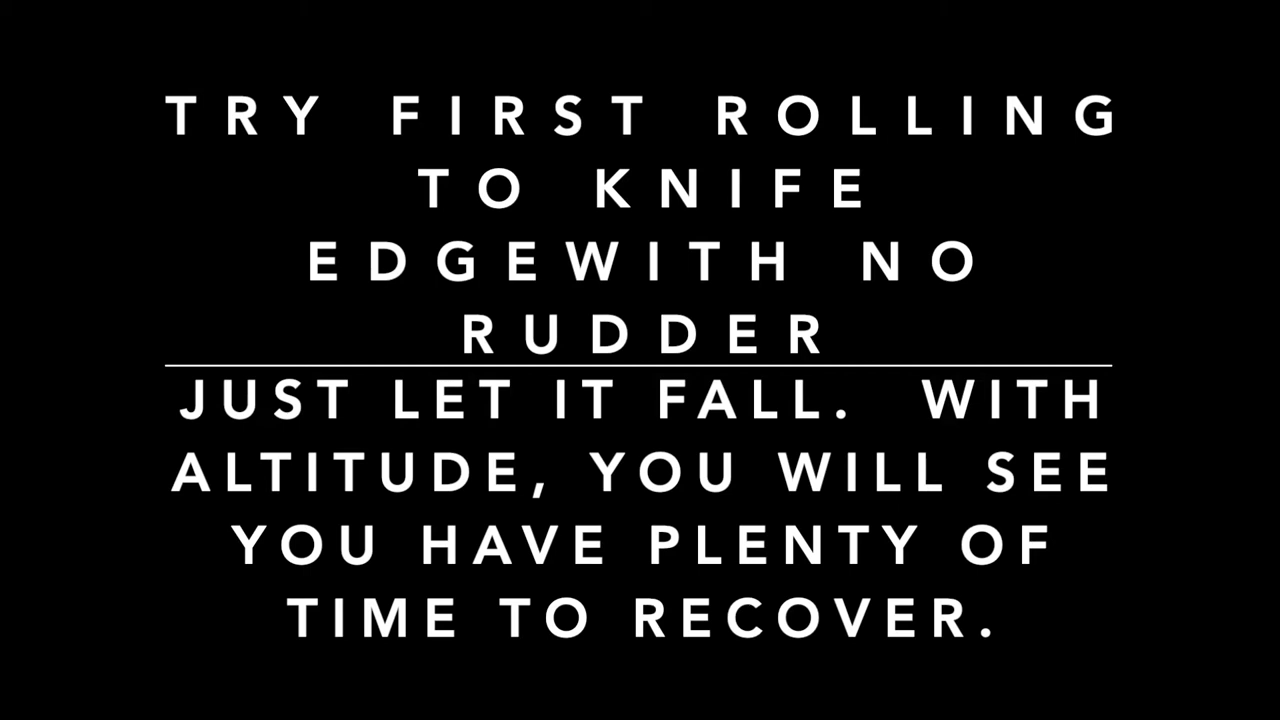 TRY FIRST ROLLING
TO KNIFE
EDGEWITH NO
RUDDER
JUST LET IT FALL.  WITH
ALTITUDE, YOU WILL SEE
YOU HAVE PLENTY OF
TIME TO RECOVER.